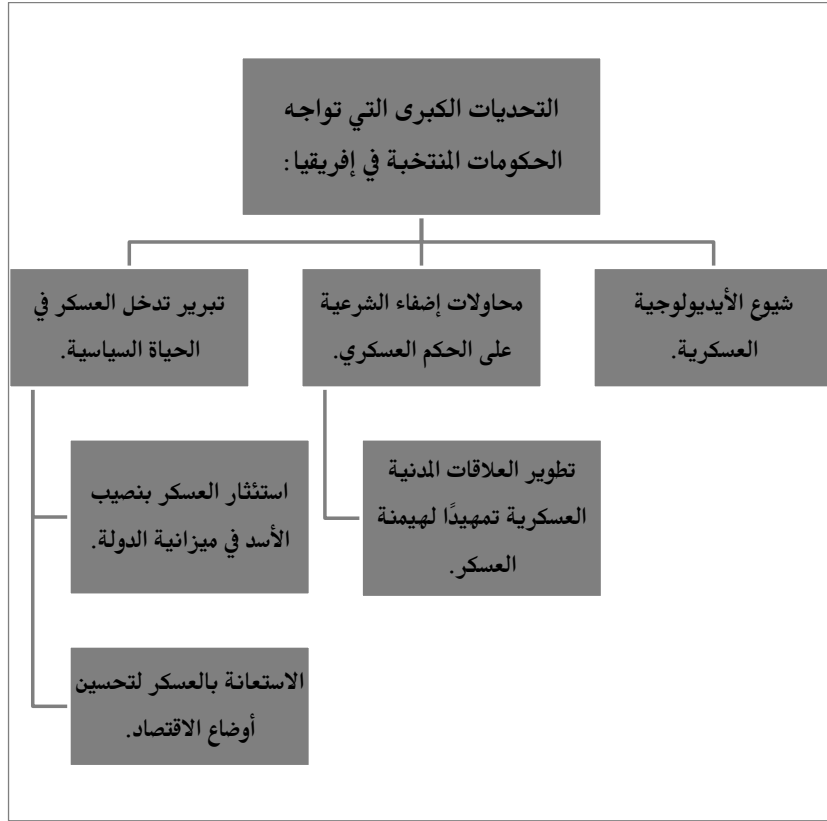 التحديات الكبرى التي تواجه
الحكومات المنتخبة في إفريقيا:
شيوع الأيديولوجية
العسكرية.
محاولات إضفاء الشرعية
على الحكم العسكري.
تطوير العلاقات المدنية
العسكرية تمهيدًا لهيمنة
العسكر.
تبرير تدخل العسكر في
الحياة السياسية.
استئثار العسكر بنصيب
الأسد في ميزانية الدولة.
الاستعانة بالعسكر لتحسين
أوضاع الاقتصاد.